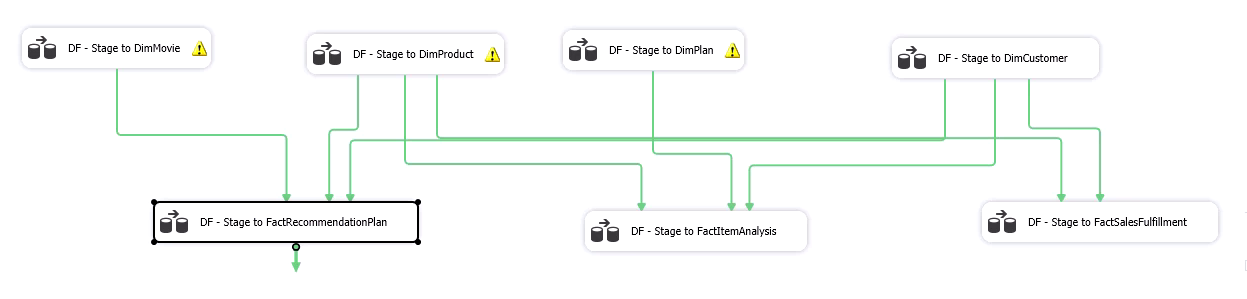 DF - Stage to DimMovie
DF - Stage to DimProduct
DF - Stage to DimPlan
DF - Stage to DimCustomer
DF - Stage to FactRecommendationPlan
DF - Stage to FactItemAnalysis
DF - Stage to FactSalesFulfillment